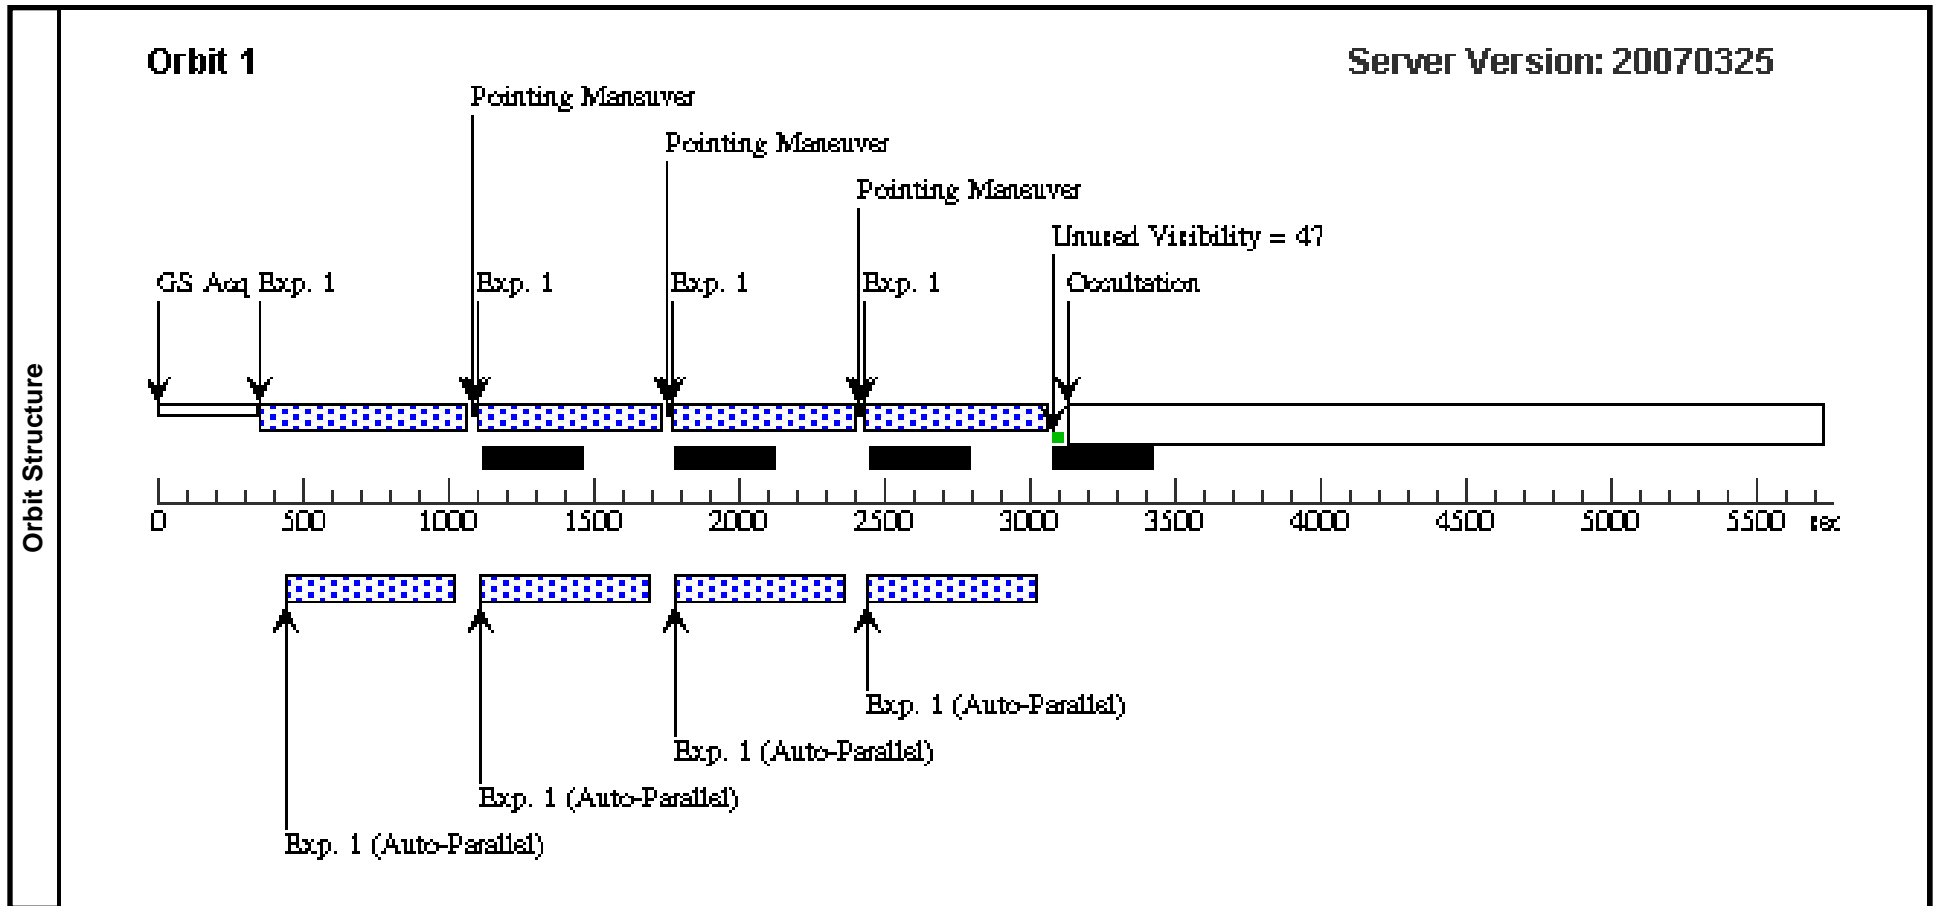 Orbit Structure
Orbit 1
Server Version: 20070325
Pointing Maneuver
Pointing Maneuver
Pointing Maneuver
Unused Visibility = 47
GS Acq Exp. 1 Exp. 1 Exp. 1 Exp. 1 Occultation
0 500 1000 1500 2000 2500 3000 3500 4000 4500 5000 5500 sec
Exp. 1 (Auto-Parallel)
Exp. 1 (Auto-Parallel)
Exp. 1 (Auto-Parallel)
Exp. 1 (Auto-Parallel)